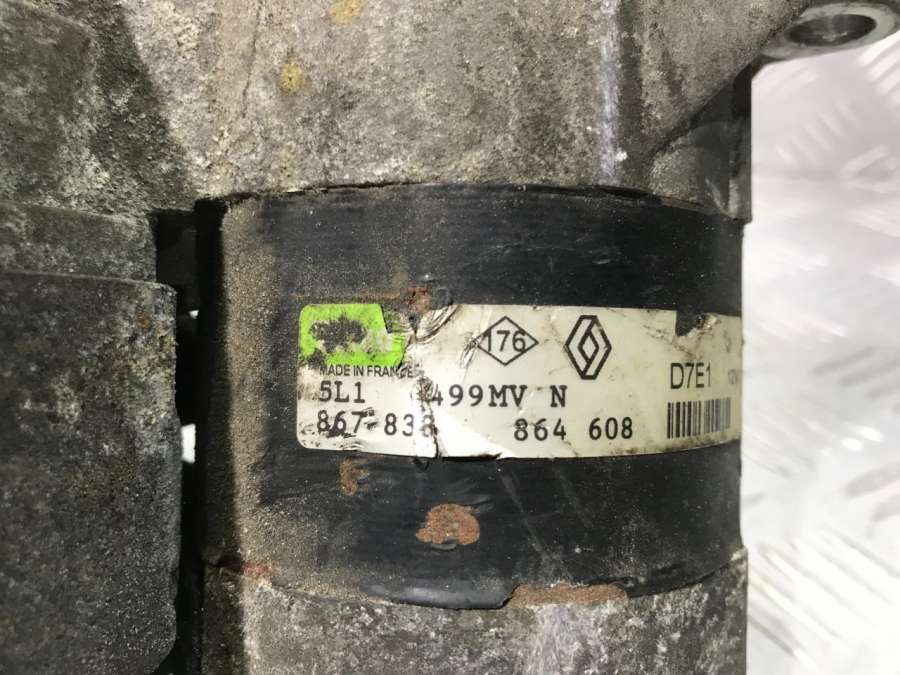 176
D7E1
MADE IN FRANCE
5L1 499MV N
867 838 864 608